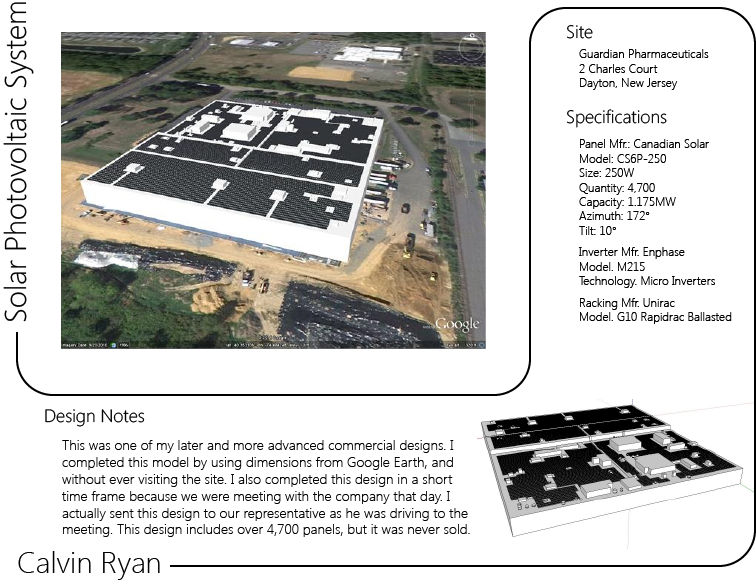 Solar Photovoltaic System
Google
Site
Guardian Pharmaceuticals
2 Charles Court
Dayton, New Jersey
Specifications
Panel Mfr.: Canadian Solar
Model: CS6P-250
Size: 250W
Quantity: 4,700
Capacity: 1.175MW
Azimuth: 172°
Tilt: 10°
Inverter Mfr. Enphase
Model. M215
Technology. Micro Inverters
Racking Mfr. Unirac
Model. G10 Rapidrac Ballasted
Design Notes
This was one of my later and more advanced commercial designs. I
completed this model by using dimensions from Google Earth, and
without ever visiting the site. I also completed this design in a short
time frame because we were meeting with the company that day. I
actually sent this design to our representative as he was driving to the
meeting. This design includes over 4,700 panels, but it was never sold.
Calvin Ryan